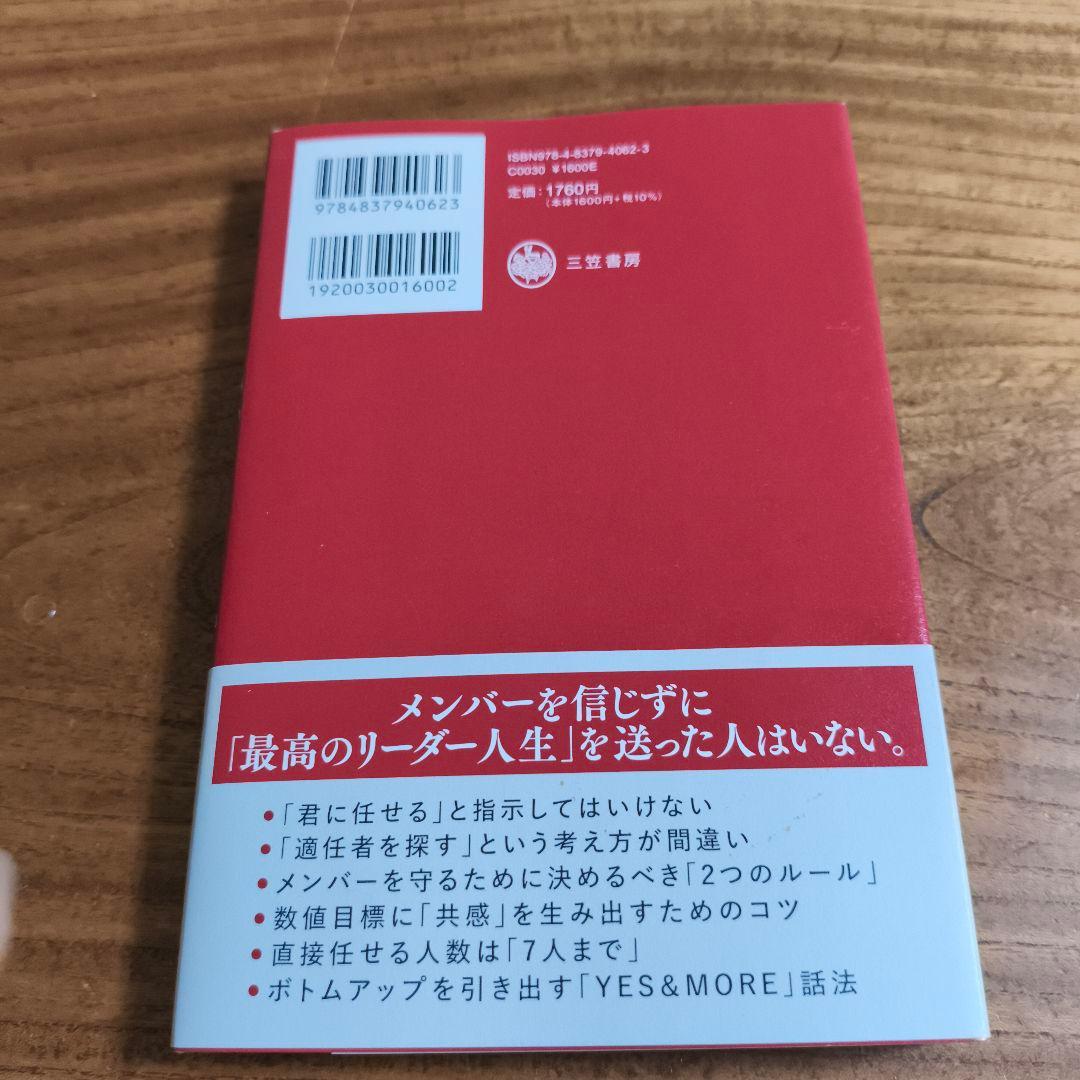 9784837940623
1920030016002
ISBN978-4-8379-4062-3
C0030 ¥1600E
定価：1760円
（本体1600円＋税10%）
三笠書房
メンバーを信じずに
「最高のリーダー人生」を送った人はいない。
●「君に任せる」と指示してはいけない
●「適任者を探す」という考え方が間違い
●メンバーを守るために決めるべき「2つのルール」
●数値目標に「共感」を生み出すためのコツ
●直接任せる人数は「7人まで」
●ボトムアップを引き出す「YES&MORE」話法